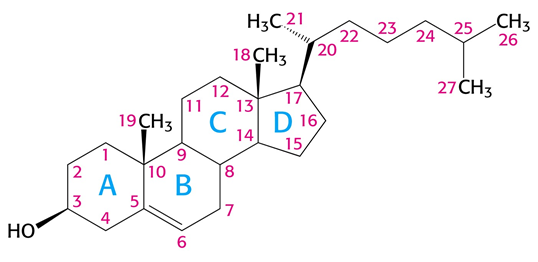 H₃C 21 22 23 24 25 CH₃ 26
20
18 CH₃ 27 CH₃
12 17
11 13 16
19 CH₃ C D
1 9 14 15
2 10 8
A B
3 5 7
HO 4 6